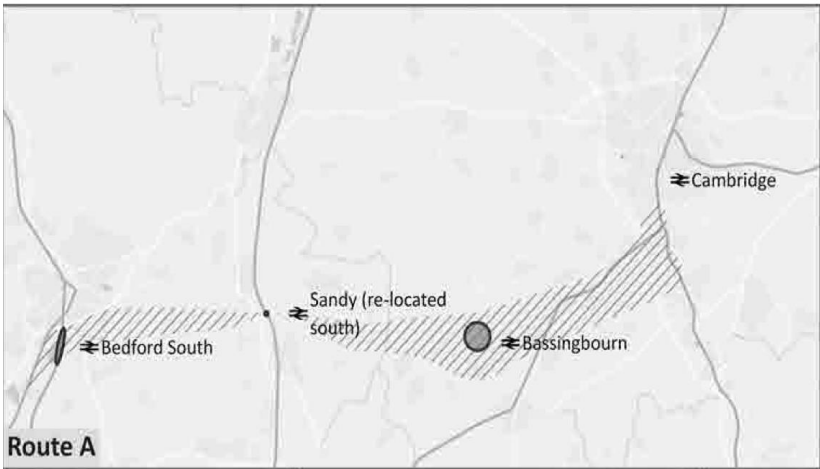 Cambridge
Sandy (re-located
south)
Bedford South
Bassingbourn
Route A